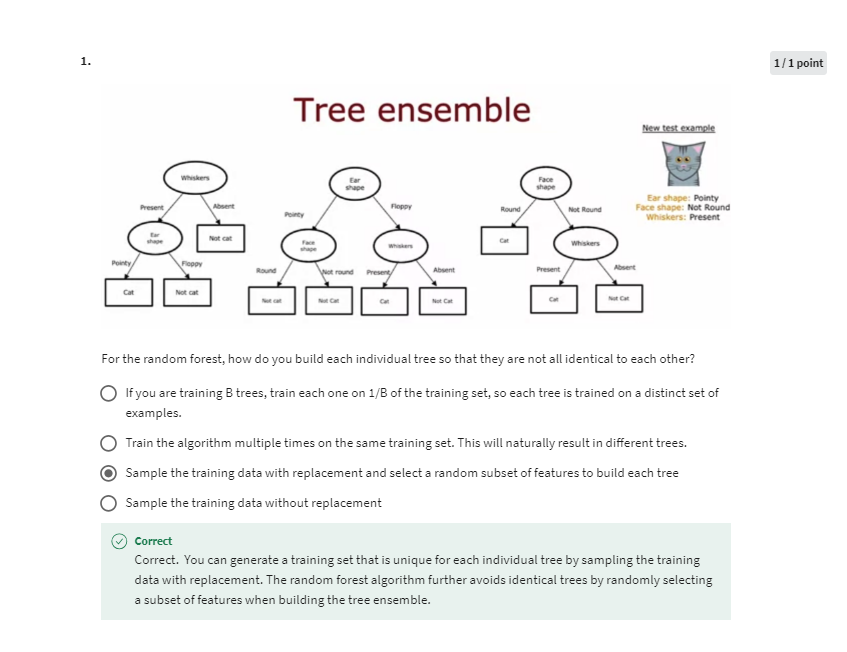 1.
1 / 1 point
Tree ensemble
New test example
Ear shape: Pointy
Face shape: Not Round
Whiskers: Present
Whiskers
Present
Absent
Ear
shape
Not cat
Pointy
Floppy
Cat
Not cat
Ear
shape
Pointy
Floppy
Face
shape
Whiskers
Round
Not round
Present
Absent
Not cat
Not Cat
Cat
Not Cat
Face
shape
Round
Not Round
Cat
Whiskers
Present
Absent
Cat
Not Cat
For the random forest, how do you build each individual tree so that they are not all identical to each other?
If you are training B trees, train each one on 1/B of the training set, so each tree is trained on a distinct set of
examples.
Train the algorithm multiple times on the same training set. This will naturally result in different trees.
Sample the training data with replacement and select a random subset of features to build each tree
Sample the training data without replacement
Correct
Correct. You can generate a training set that is unique for each individual tree by sampling the training
data with replacement. The random forest algorithm further avoids identical trees by randomly selecting
a subset of features when building the tree ensemble.